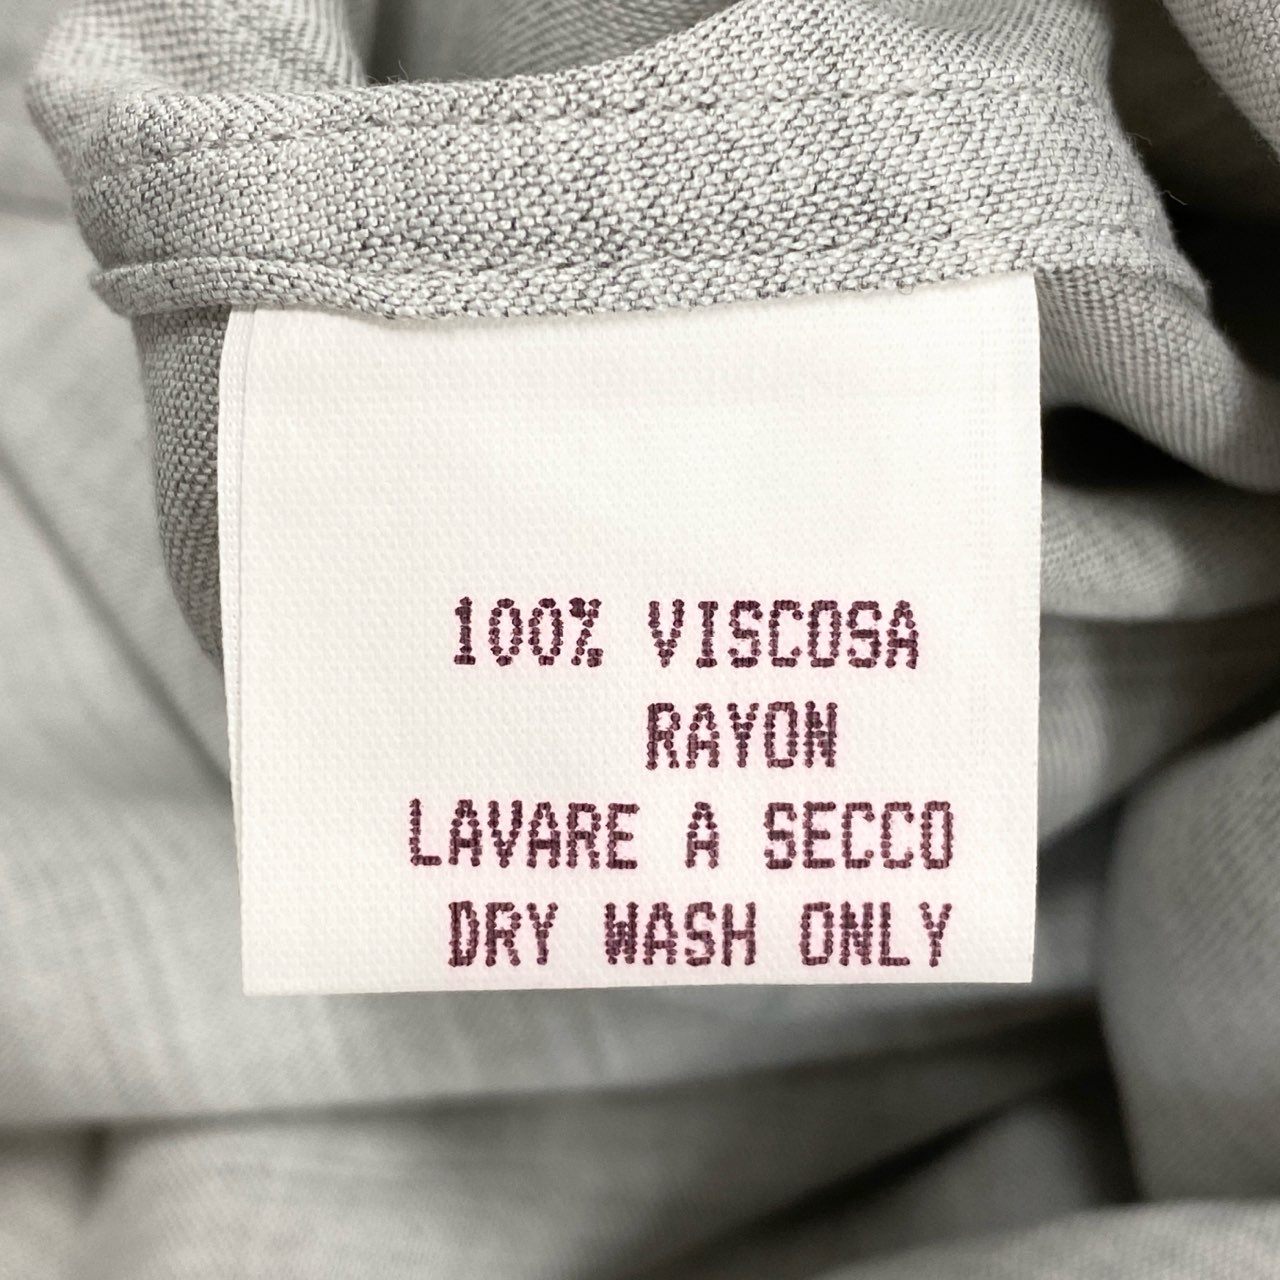 100% VISCOSA
RAYON
LAVARE A SECCO
DRY WASH ONLY